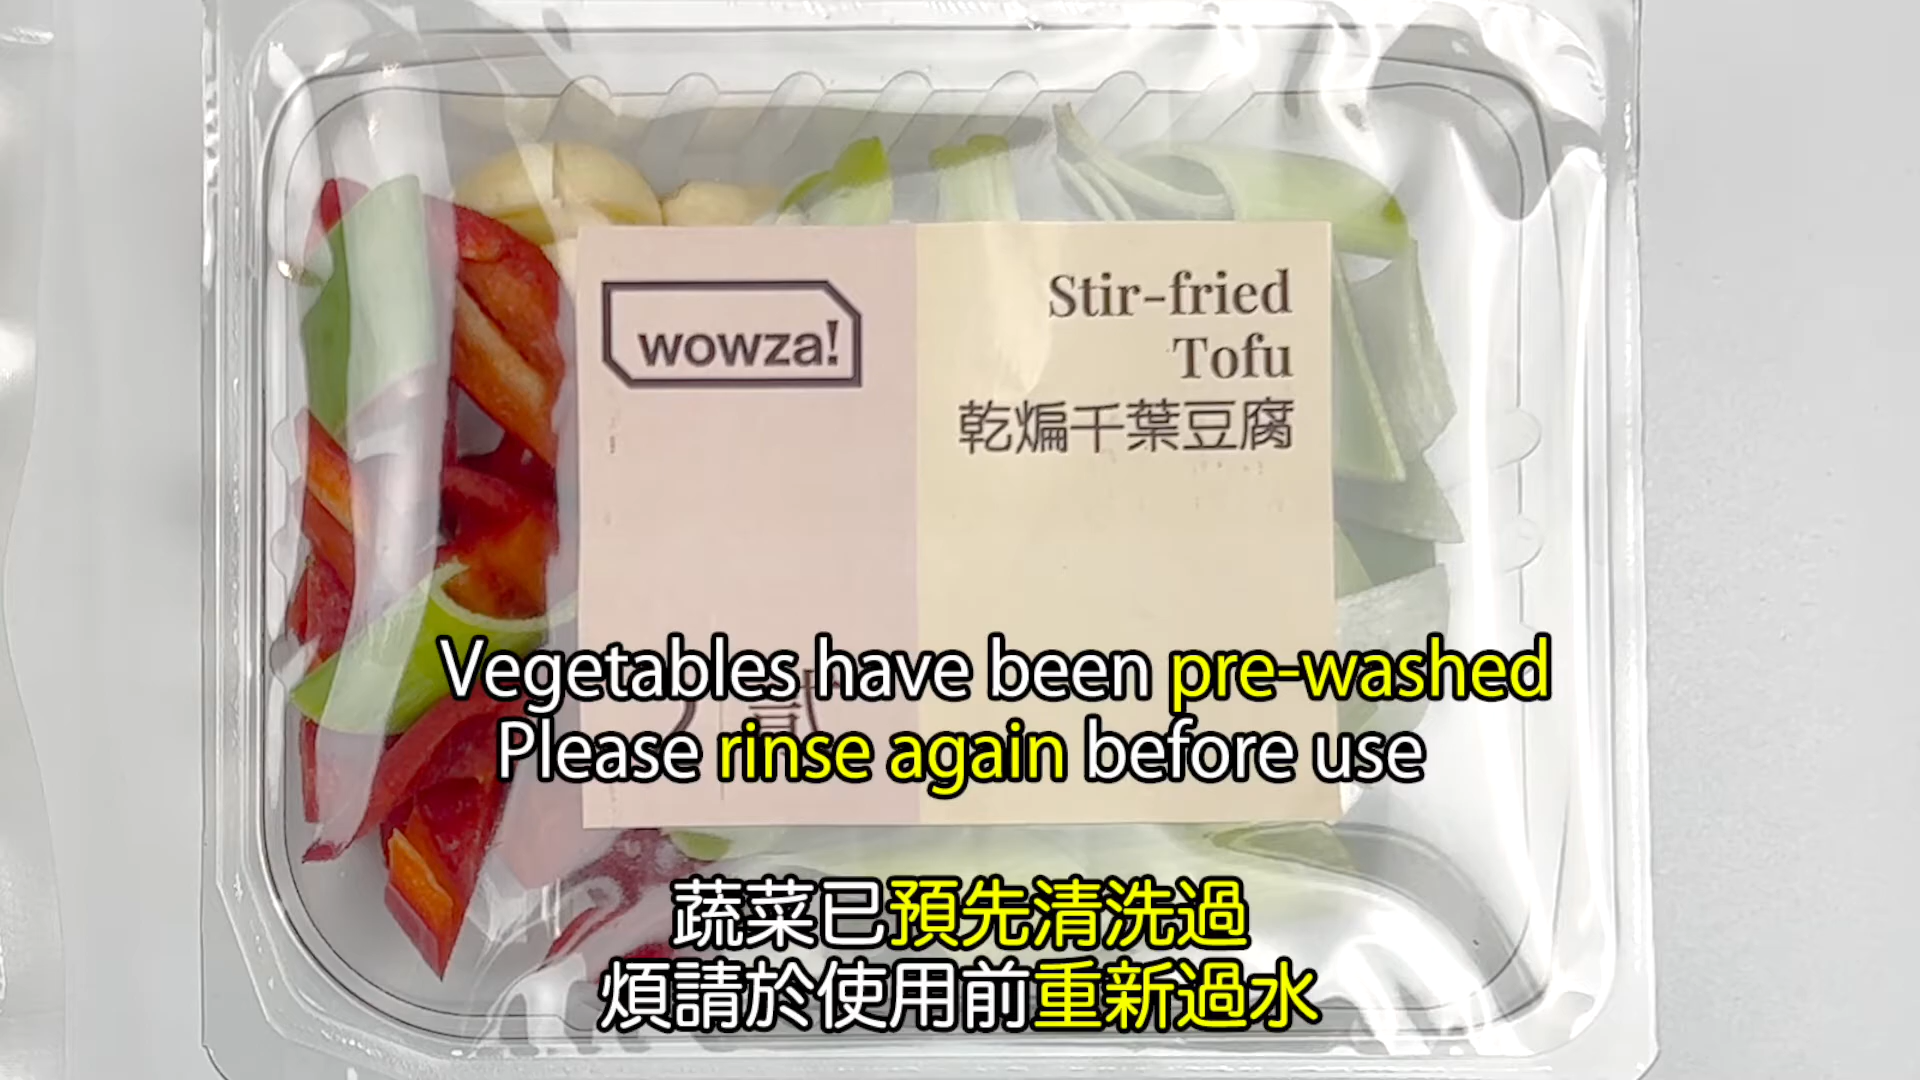 wowza!
Stir-fried
Tofu
乾煸千葉豆腐
Vegetables have been pre-washed
Please rinse again before use
蔬菜已預先清洗過
煩請於使用前重新過水